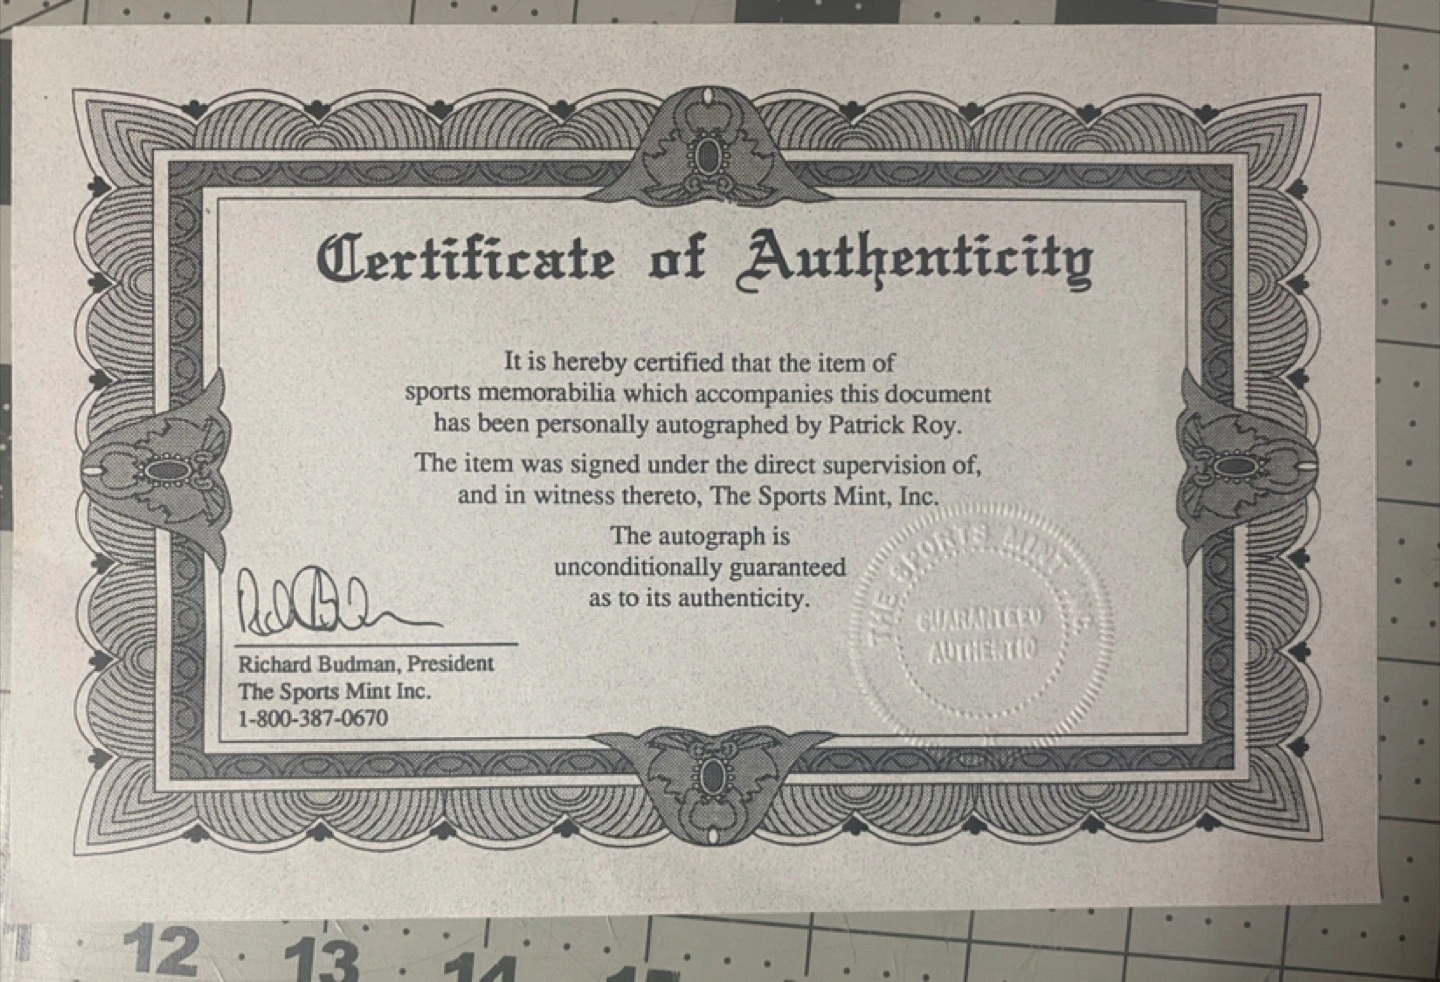 Certificate of Authenticity
It is hereby certified that the item of
sports memorabilia which accompanies this document
has been personally autographed by Patrick Roy.
The item was signed under the direct supervision of,
and in witness thereto, The Sports Mint, Inc.
The autograph is
unconditionally guaranteed
as to its authenticity.
Richard Budman, President
The Sports Mint Inc.
1-800-387-0670
THE SPORTS MINT INC.
GUARANTEED
AUTHENTIC
12
13
14
15